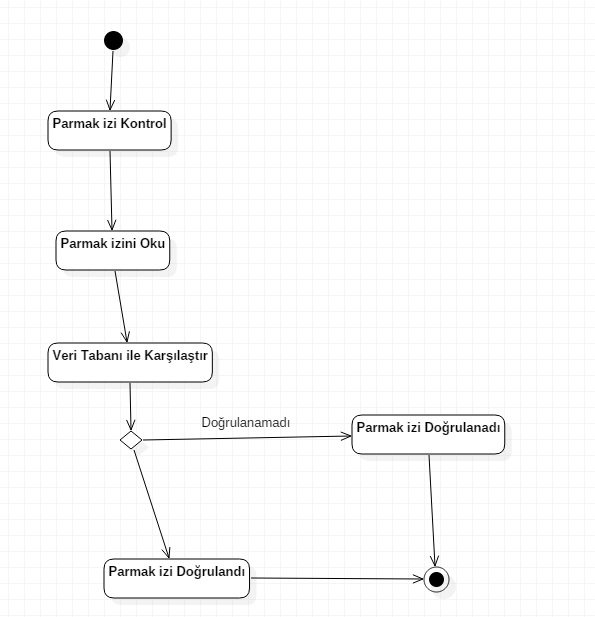 Parmak izi Kontrol
Parmak izini Oku
Veri Tabanı ile Karşılaştır
Doğrulanamadı
Parmak izi Doğrulanadı
Parmak izi Doğrulandı